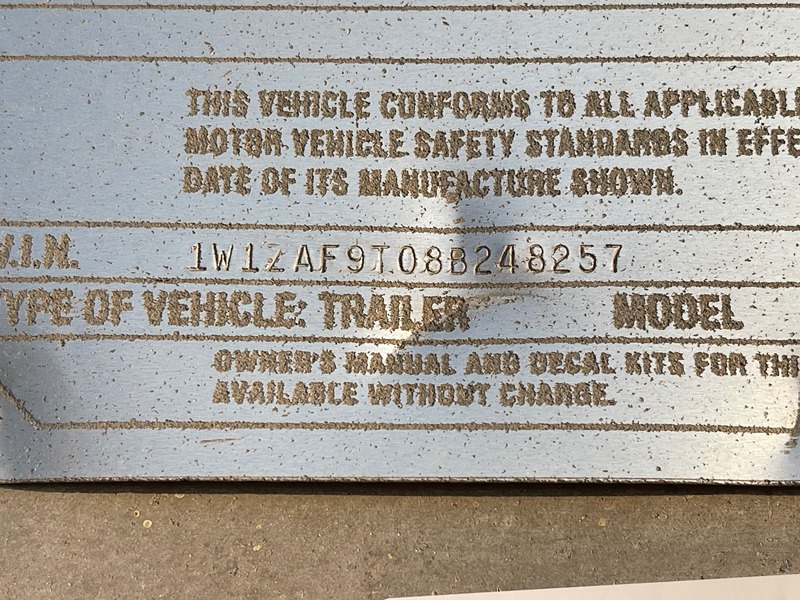 THIS VEHICLE CONFORMS TO ALL APPLICABL
MOTOR VEHICLE SAFETY STANDARDS IN EFFE
DATE OF ITS MANUFACTURE SHOWN.
V.I.N. 1W1ZAF9T08B248257
YPE OF VEHICLE: TRAILER MODEL
OWNER'S MANUAL AND DECAL KITS FOR THI
AVAILABLE WITHOUT CHARGE.